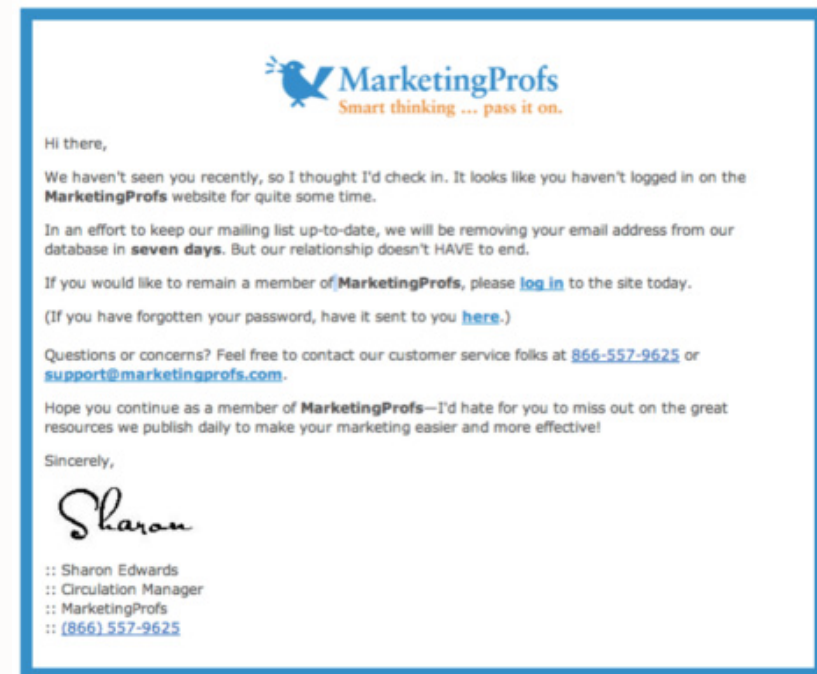 MarketingProfs
Smart thinking ... pass it on.
Hi there,
We haven't seen you recently, so I thought I'd check in. It looks like you haven't logged in on the
MarketingProfs website for quite some time.
In an effort to keep our mailing list up-to-date, we will be removing your email address from our
database in seven days. But our relationship doesn't HAVE to end.
If you would like to remain a member of MarketingProfs, please log in to the site today.
(If you have forgotten your password, have it sent to you here.)
Questions or concerns? Feel free to contact our customer service folks at 866-557-9625 or
support@marketingprofs.com.
Hope you continue as a member of MarketingProfs—I'd hate for you to miss out on the great
resources we publish daily to make your marketing easier and more effective!
Sincerely,
Sharon
:: Sharon Edwards
:: Circulation Manager
:: MarketingProfs
:: (866) 557-9625